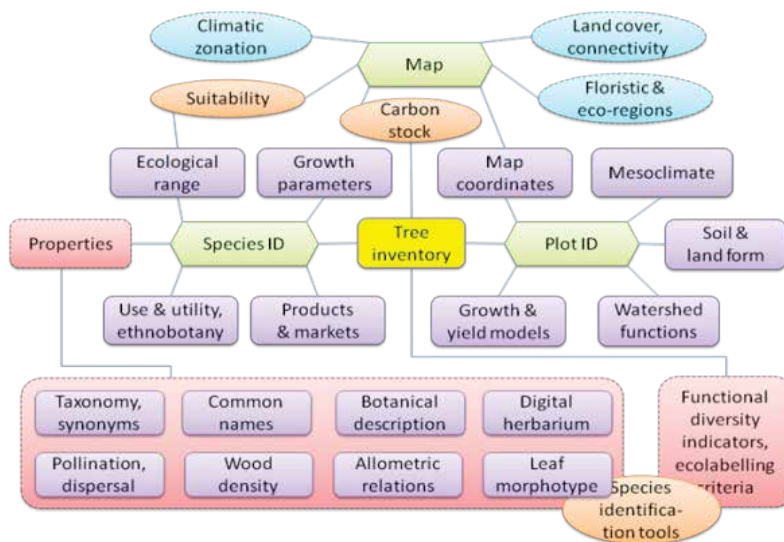 Climatic
zonation
Map
Land cover,
connectivity
Suitability
Carbon
stock
Floristic &
eco-regions
Ecological
range
Growth
parameters
Map
coordinates
Mesoclimate
Properties
Species ID
Tree
inventory
Plot ID
Soil &
land form
Use & utility,
ethnobotany
Products
& markets
Growth &
yield models
Watershed
functions
Taxonomy,
synonyms
Common
names
Botanical
description
Digital
herbarium
Pollination,
dispersal
Wood
density
Allometric
relations
Leaf
morphotype
Functional
diversity
indicators,
ecolabelling
criteria
Species
identifica-
tion tools